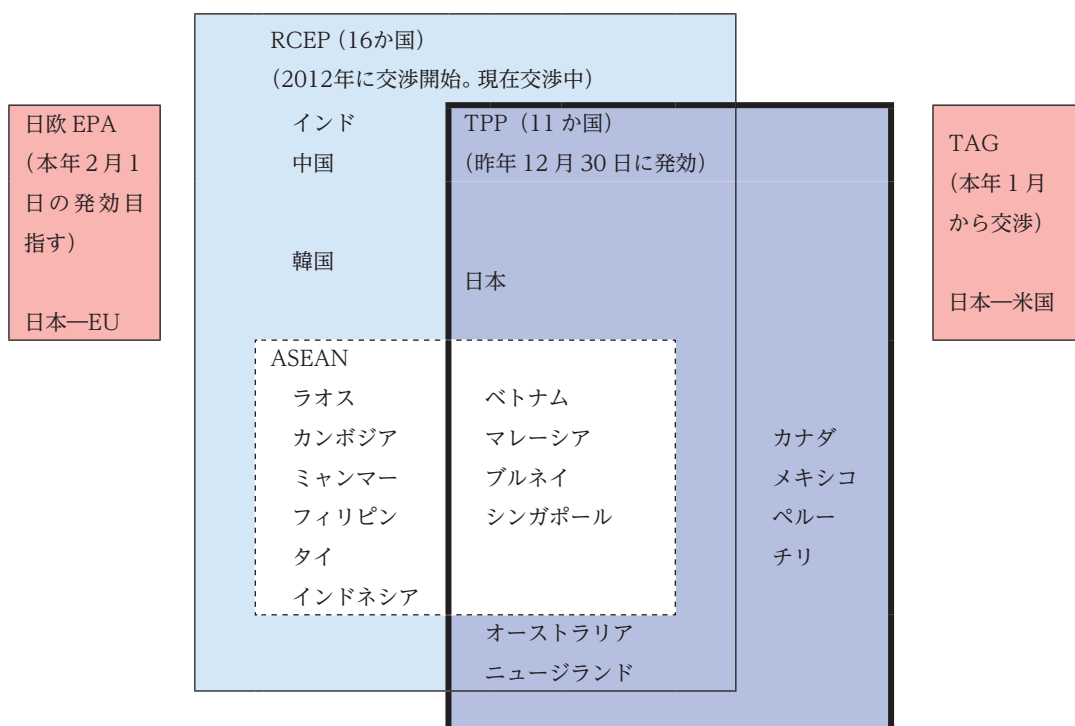 RCEP（16か国）
（2012年に交渉開始。現在交渉中）
日欧 EPA
（本年２月１
日の発効目
指す）
日本―EU
インド
中国
韓国
TPP（11 か国）
（昨年 12 月 30 日に発効）
日本
TAG
（本年 1 月
から交渉）
日本―米国
ASEAN
ラオス
カンボジア
ミャンマー
フィリピン
タイ
インドネシア
ベトナム
マレーシア
ブルネイ
シンガポール
カナダ
メキシコ
ペルー
チリ
オーストラリア
ニュージランド